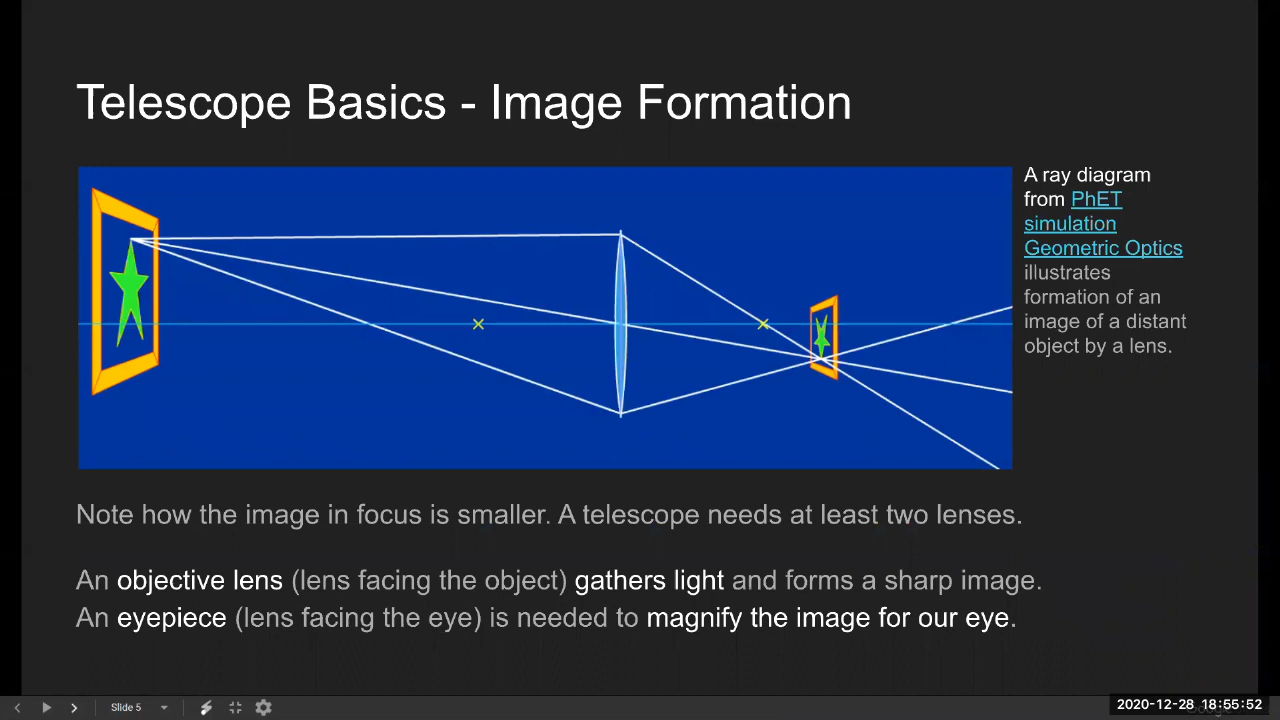 Telescope Basics - Image Formation
A ray diagram
from PhET
simulation
Geometric Optics
illustrates
formation of an
image of a distant
object by a lens.
Note how the image in focus is smaller. A telescope needs at least two lenses.
An objective lens (lens facing the object) gathers light and forms a sharp image.
An eyepiece (lens facing the eye) is needed to magnify the image for our eye.
Slide 5
2020-12-28 18:55:52